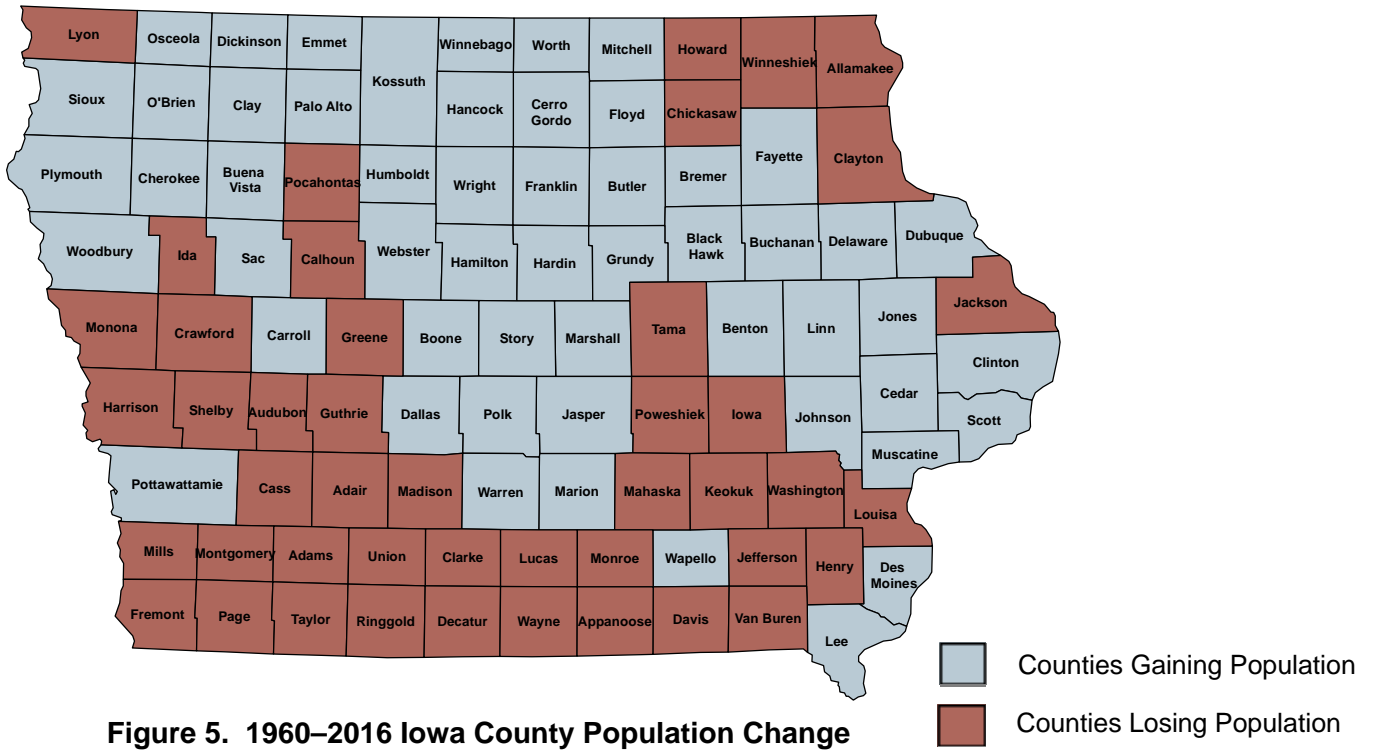 Lyon
Osceola
Dickinson
Emmet
Kossuth
Winnebago
Worth
Mitchell
Howard
Winneshiek
Allamakee
Sioux
O'Brien
Clay
Palo Alto
Hancock
Cerro
Gordo
Floyd
Chickasaw
Plymouth
Cherokee
Buena
Vista
Pocahontas
Humboldt
Wright
Franklin
Butler
Bremer
Fayette
Clayton
Woodbury
Ida
Sac
Calhoun
Webster
Hamilton
Hardin
Grundy
Black
Hawk
Buchanan
Delaware
Dubuque
Monona
Crawford
Carroll
Greene
Boone
Story
Marshall
Tama
Benton
Linn
Jones
Jackson
Clinton
Harrison
Shelby
Audubon
Guthrie
Dallas
Polk
Jasper
Poweshiek
Iowa
Johnson
Cedar
Scott
Muscatine
Pottawattamie
Cass
Adair
Madison
Warren
Marion
Mahaska
Keokuk
Washington
Louisa
Mills
Montgomery
Adams
Union
Clarke
Lucas
Monroe
Wapello
Jefferson
Henry
Des
Moines
Fremont
Page
Taylor
Ringgold
Decatur
Wayne
Appanoose
Davis
Van Buren
Lee
Counties Gaining Population
Counties Losing Population
Figure 5. 1960–2016 Iowa County Population Change